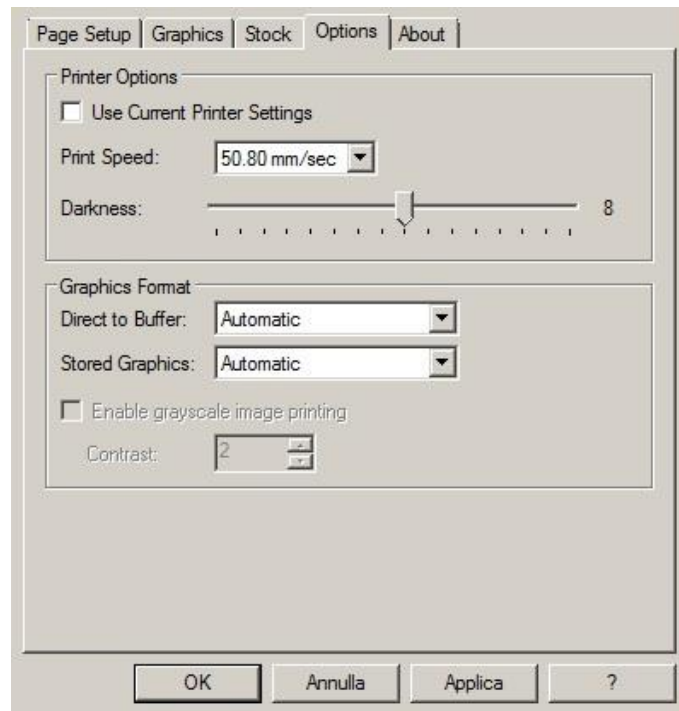 Page Setup Graphics Stock Options About
Printer Options
Use Current Printer Settings
Print Speed: 50.80 mm/sec
Darkness: 8
Graphics Format
Direct to Buffer: Automatic
Stored Graphics: Automatic
Enable grayscale image printing
Contrast: 2
OK Annulla Applica ?